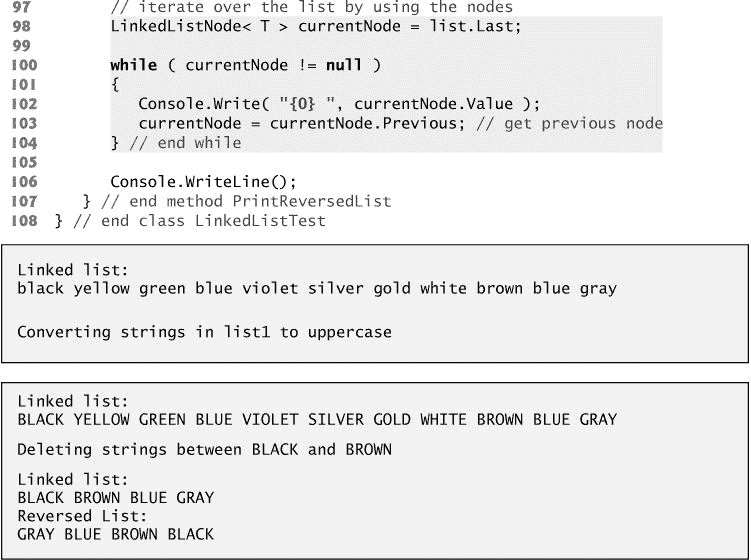 97 // iterate over the list by using the nodes
98 LinkedListNode< T > currentNode = list.Last;
99
100 while ( currentNode != null )
101 {
102 Console.Write( "{0} ", currentNode.Value );
103 currentNode = currentNode.Previous; // get previous node
104 } // end while
105
106 Console.WriteLine();
107 } // end method PrintReversedList
108 } // end class LinkedListTest
Linked list:
black yellow green blue violet silver gold white brown blue gray
Converting strings in list1 to uppercase
Linked list:
BLACK YELLOW GREEN BLUE VIOLET SILVER GOLD WHITE BROWN BLUE GRAY
Deleting strings between BLACK and BROWN
Linked list:
BLACK BROWN BLUE GRAY
Reversed List:
GRAY BLUE BROWN BLACK